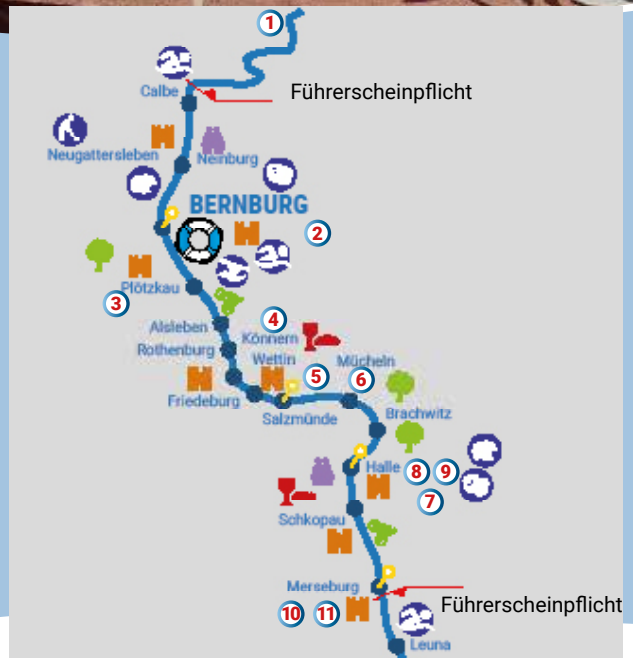 1
Calbe
Führerscheinpflicht
Neugattersleben
Neinburg
BERNBURG
2
Plötzkau
3
Alsleben
4
Könnern
Rothenburg
Wettin
Mücheln
5
6
Friedeburg
Salzmünde
Brachwitz
Halle
8
9
7
Schkopau
Merseburg
Führerscheinpflicht
10
11
Leuna